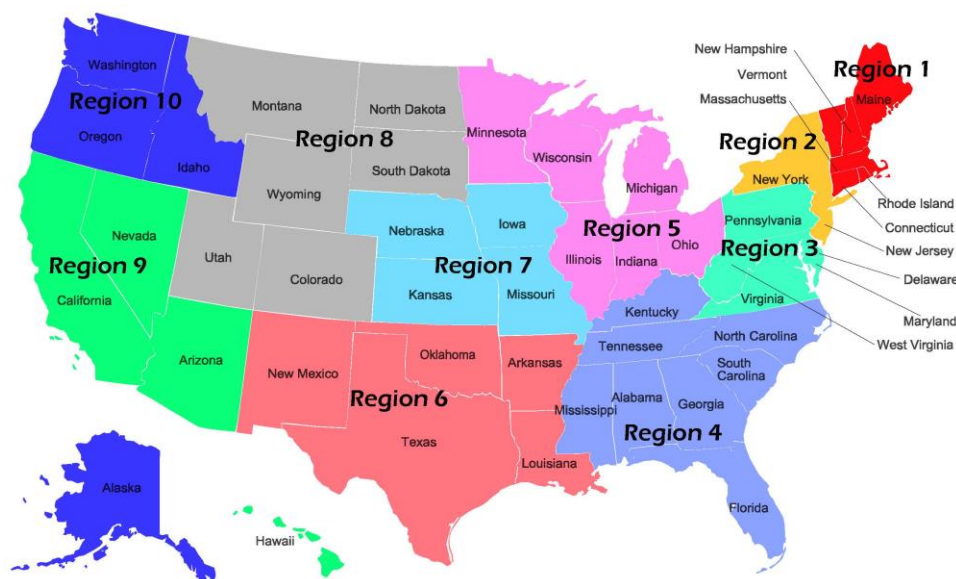 New Hampshire
Region 1
Washington
Vermont
Region 10
Montana
North Dakota
Massachusetts
Maine
Oregon
Region 8
Minnesota
Region 2
Idaho
South Dakota
Wisconsin
Michigan
New York
Wyoming
Rhode Island
Nevada
Nebraska
Iowa
Region 5
Pennsylvania
Connecticut
Region 9
Utah
Region 7
Ohio
Region 3
New Jersey
Colorado
Illinois
Indiana
Delaware
California
Kansas
Missouri
Virginia
Kentucky
Maryland
Arizona
Oklahoma
Tennessee
North Carolina
West Virginia
New Mexico
Arkansas
South
Carolina
Region 6
Mississippi
Alabama
Georgia
Texas
Region 4
Louisiana
Alaska
Florida
Hawaii